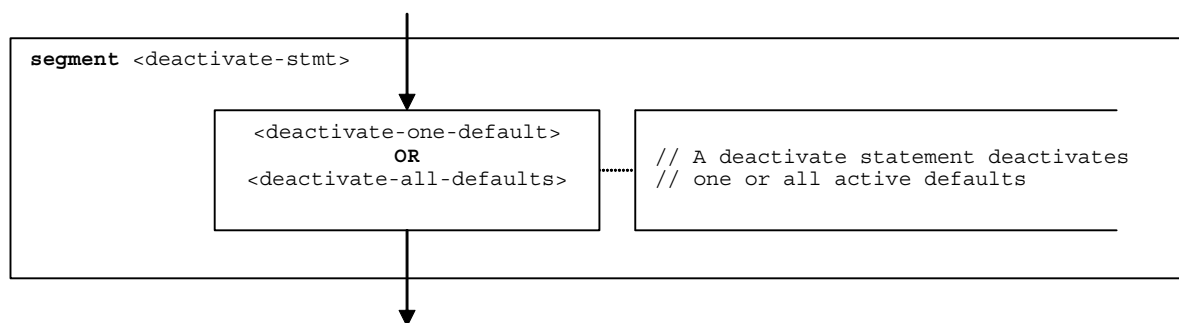 segment <deactivate-stmt>
<deactivate-one-default>
OR
<deactivate-all-defaults>
// A deactivate statement deactivates
// one or all active defaults